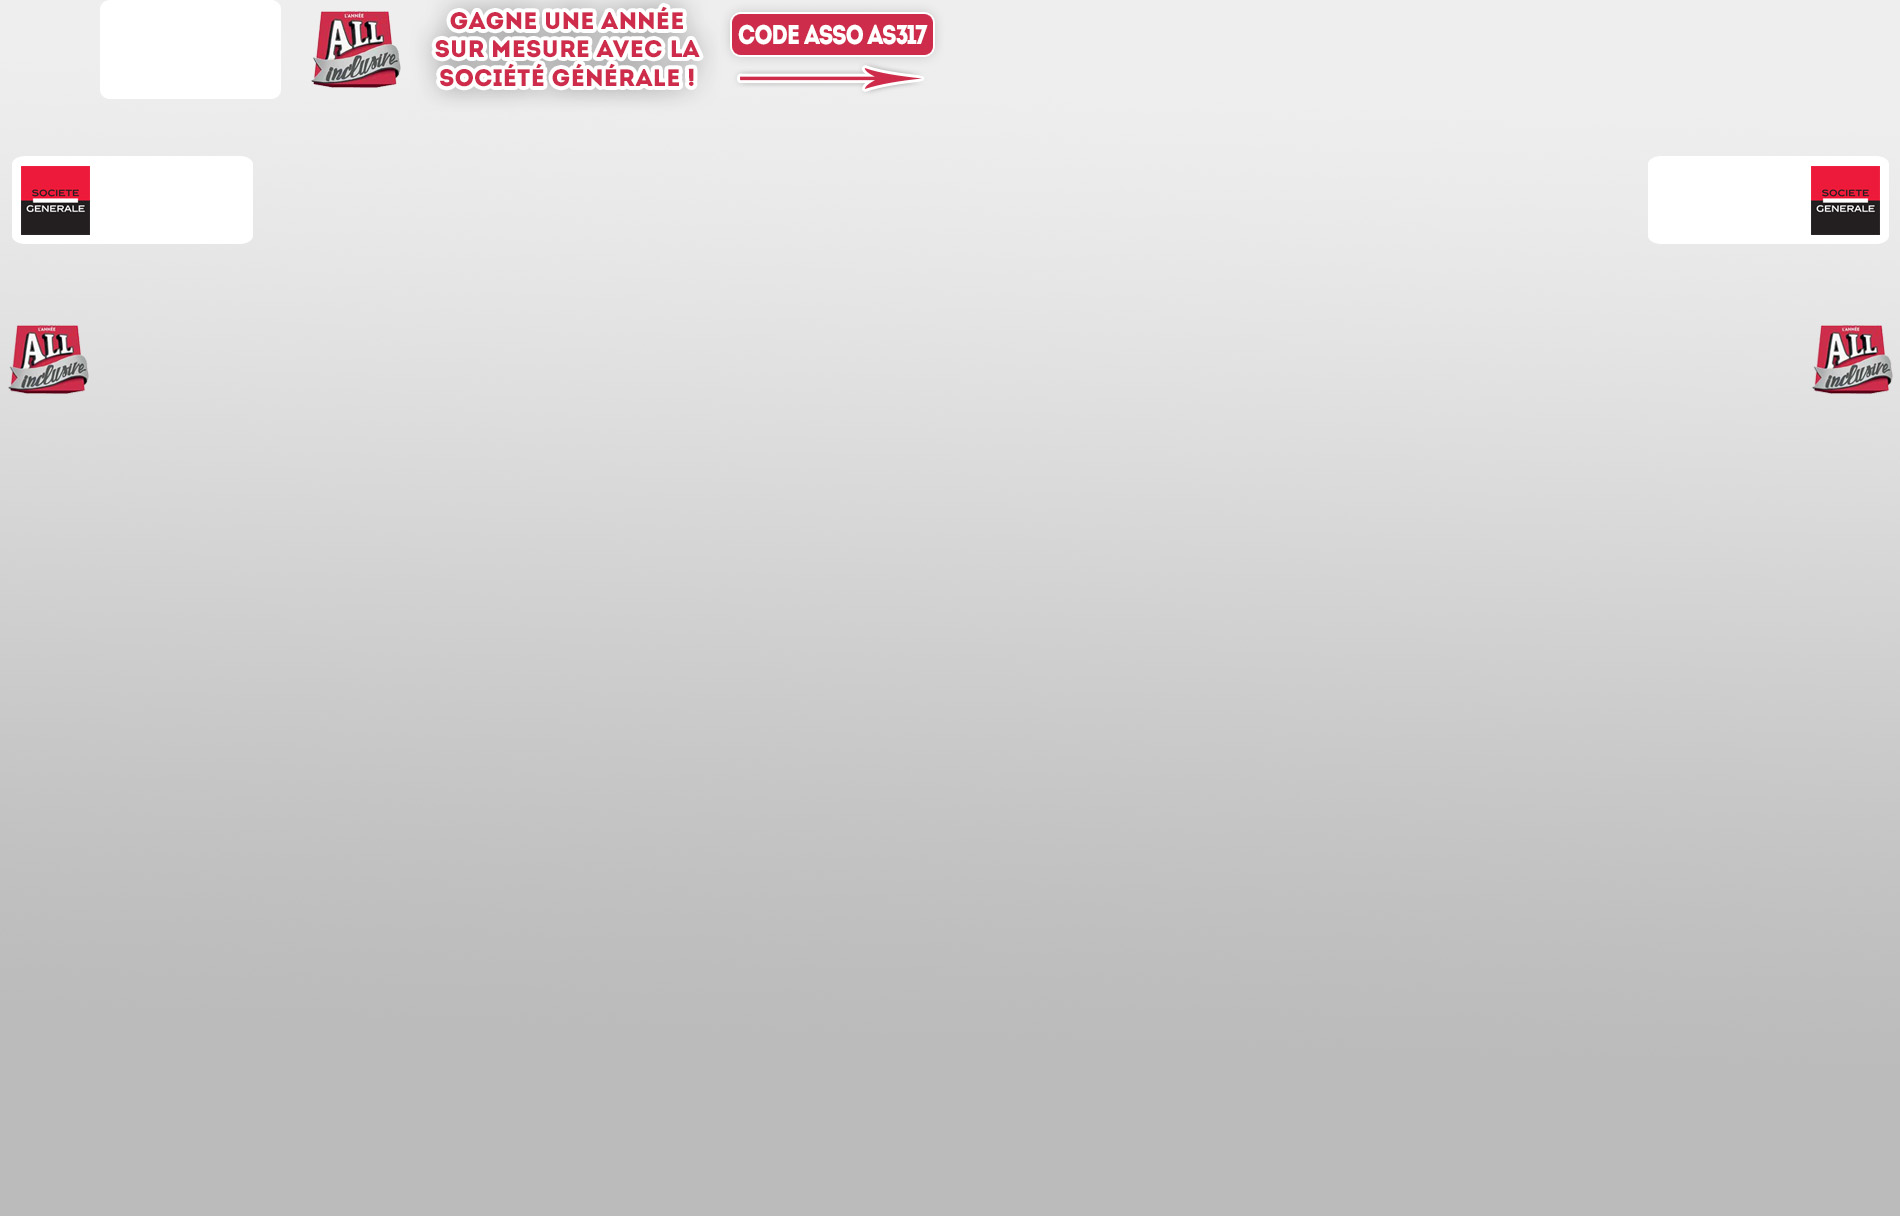 L'ANNÉE
ALL
inclusive
GAGNE UNE ANNÉE
SUR MESURE AVEC LA
SOCIÉTÉ GÉNÉRALE !
CODE ASSO AS317
SOCIETE
GENERALE
SOCIETE
GENERALE
L'ANNÉE
ALL
inclusive
L'ANNÉE
ALL
inclusive